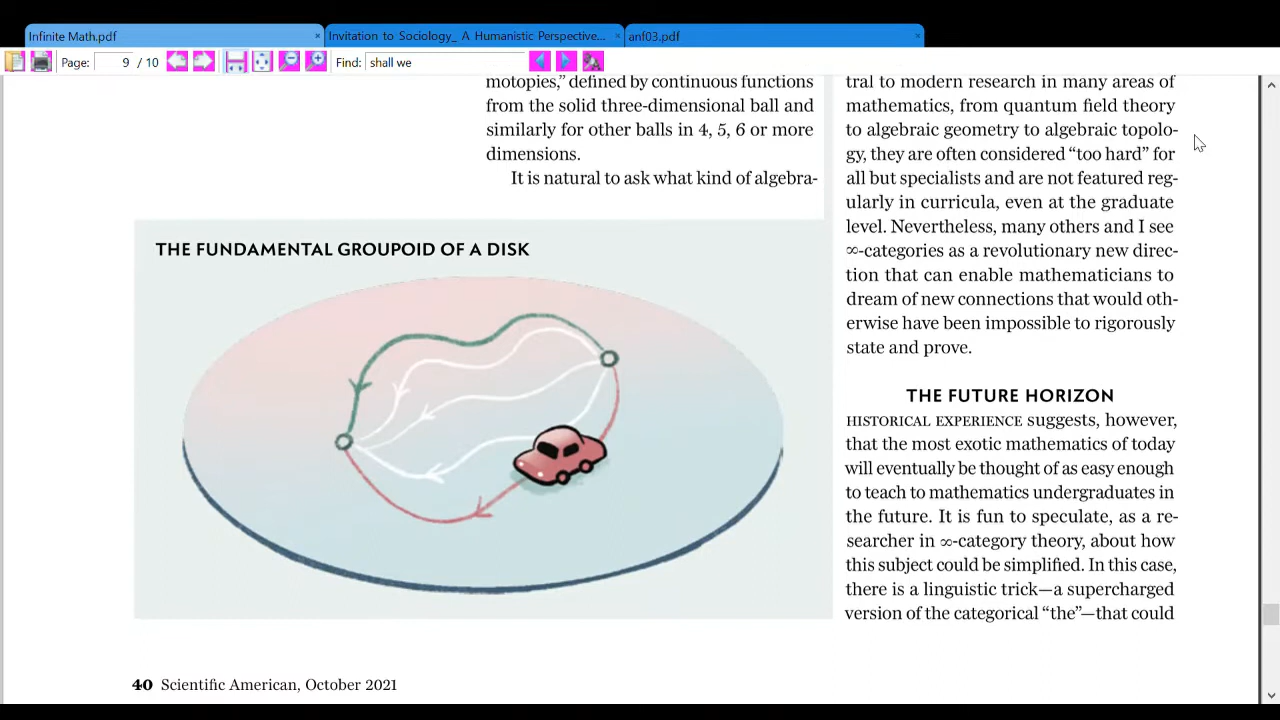 Infinite Math.pdf
×
Invitation to Sociology_ A Humanistic Perspective...
×
anf03.pdf
×
Page:
9 / 10
Find:
shall we
motopies,” defined by continuous functions
from the solid three-dimensional ball and
similarly for other balls in 4, 5, 6 or more
dimensions.
It is natural to ask what kind of algebra-
THE FUNDAMENTAL GROUPOID OF A DISK
tral to modern research in many areas of
mathematics, from quantum field theory
to algebraic geometry to algebraic topolo-
gy, they are often considered “too hard” for
all but specialists and are not featured reg-
ularly in curricula, even at the graduate
level. Nevertheless, many others and I see
∞-categories as a revolutionary new direc-
tion that can enable mathematicians to
dream of new connections that would oth-
erwise have been impossible to rigorously
state and prove.
THE FUTURE HORIZON
HISTORICAL EXPERIENCE suggests, however,
that the most exotic mathematics of today
will eventually be thought of as easy enough
to teach to mathematics undergraduates in
the future. It is fun to speculate, as a re-
searcher in ∞-category theory, about how
this subject could be simplified. In this case,
there is a linguistic trick—a supercharged
version of the categorical “the”—that could
40 Scientific American, October 2021